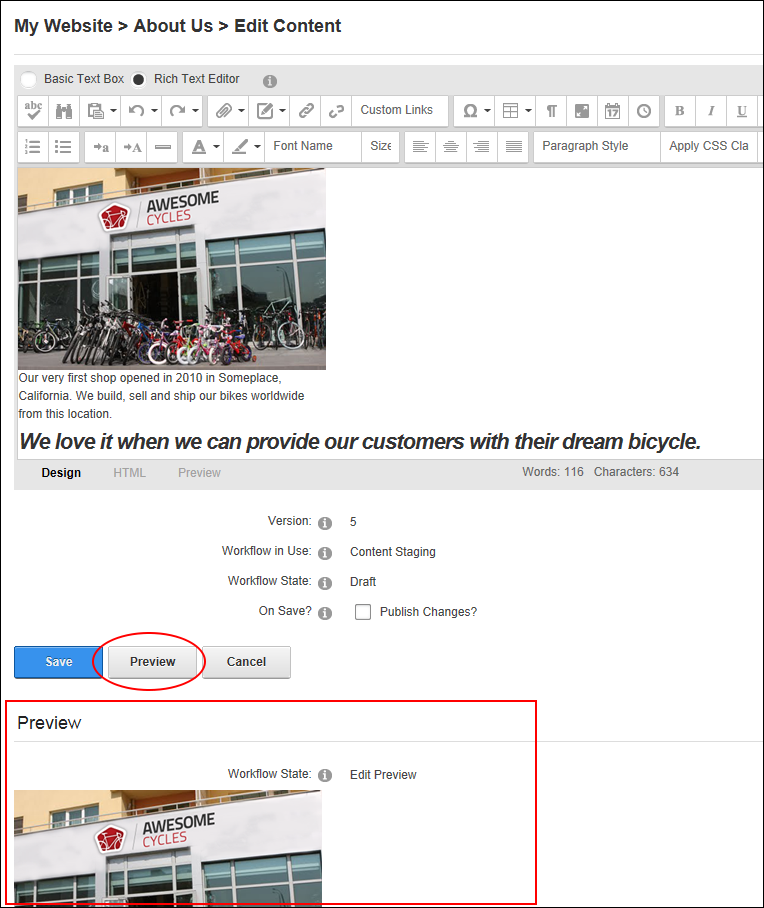 My Website > About Us > Edit Content
Basic Text Box Rich Text Editor
abc Custom Links Ω 17 B I U
a A A Font Name Size Paragraph Style Apply CSS Cla
AWESOME
CYCLES
Our very first shop opened in 2010 in Someplace,
California. We build, sell and ship our bikes worldwide
from this location.
We love it when we can provide our customers with their dream bicycle.
Design HTML Preview Words: 116 Characters: 634
Version: 5
Workflow in Use: Content Staging
Workflow State: Draft
On Save? Publish Changes?
Save Preview Cancel
Preview
Workflow State: Edit Preview
AWESOME
CYCLES